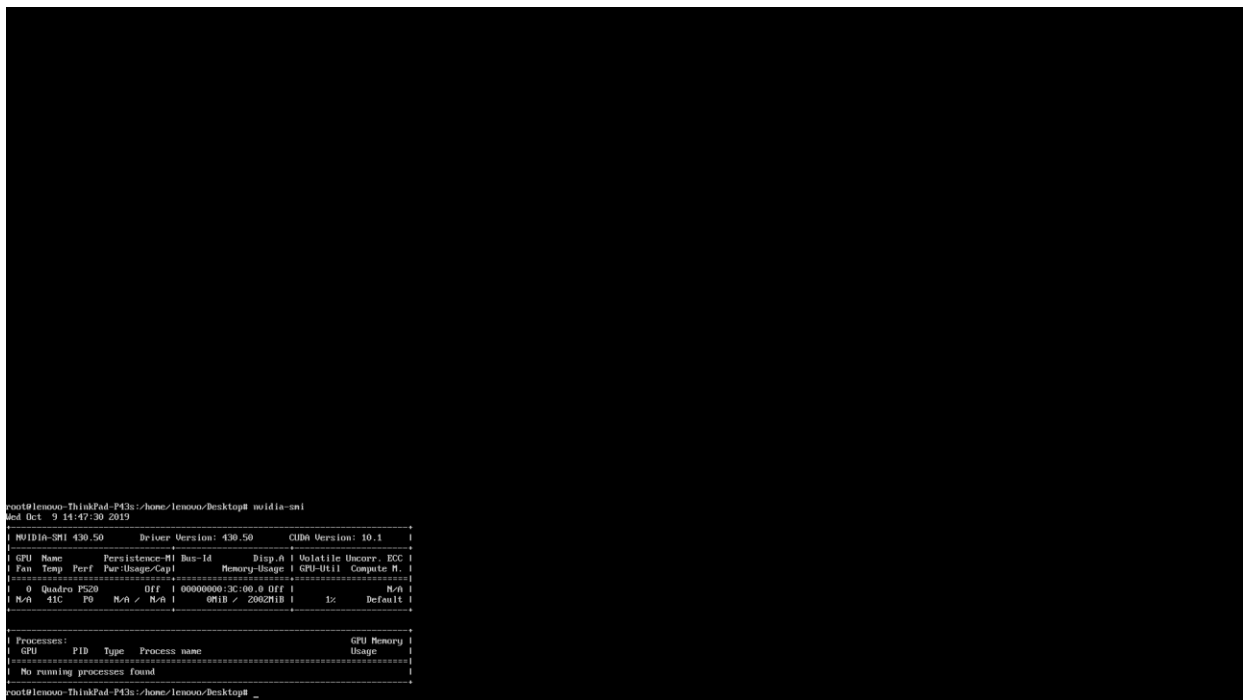 root@lenovo-ThinkPad-P43s:/home/lenovo/Desktop# nvidia-smi
Wed Oct  9 14:47:30 2019
+-----------------------------------------------------------------------------+
| NVIDIA-SMI 430.50       Driver Version: 430.50       CUDA Version: 10.1     |
|-------------------------------+----------------------+----------------------+
| GPU  Name        Persistence-M| Bus-Id        Disp.A | Volatile Uncorr. ECC |
| Fan  Temp  Perf  Pwr:Usage/Cap|         Memory-Usage | GPU-Util  Compute M. |
|===============================+======================+======================|
|   0  Quadro P520         Off  | 00000000:3C:00.0 Off |                  N/A |
| N/A   41C    P0    N/A /  N/A |      0MiB /  2002MiB |      1%      Default |
+-------------------------------+----------------------+----------------------+
+-----------------------------------------------------------------------------+
| Processes:                                                       GPU Memory |
|  GPU       PID   Type   Process name                             Usage      |
|=============================================================================|
|  No running processes found                                                 |
+-----------------------------------------------------------------------------+
root@lenovo-ThinkPad-P43s:/home/lenovo/Desktop# _